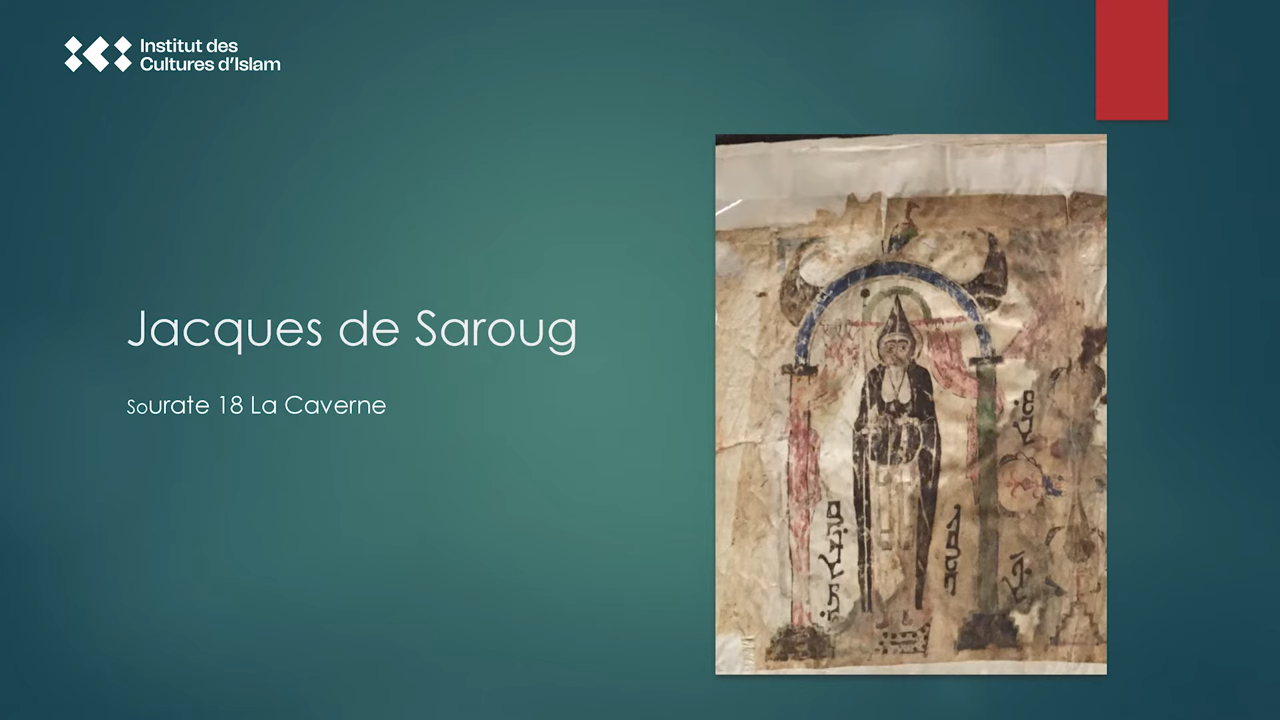 Institut des
Cultures d'Islam
Jacques de Saroug
Sourate 18 La Caverne